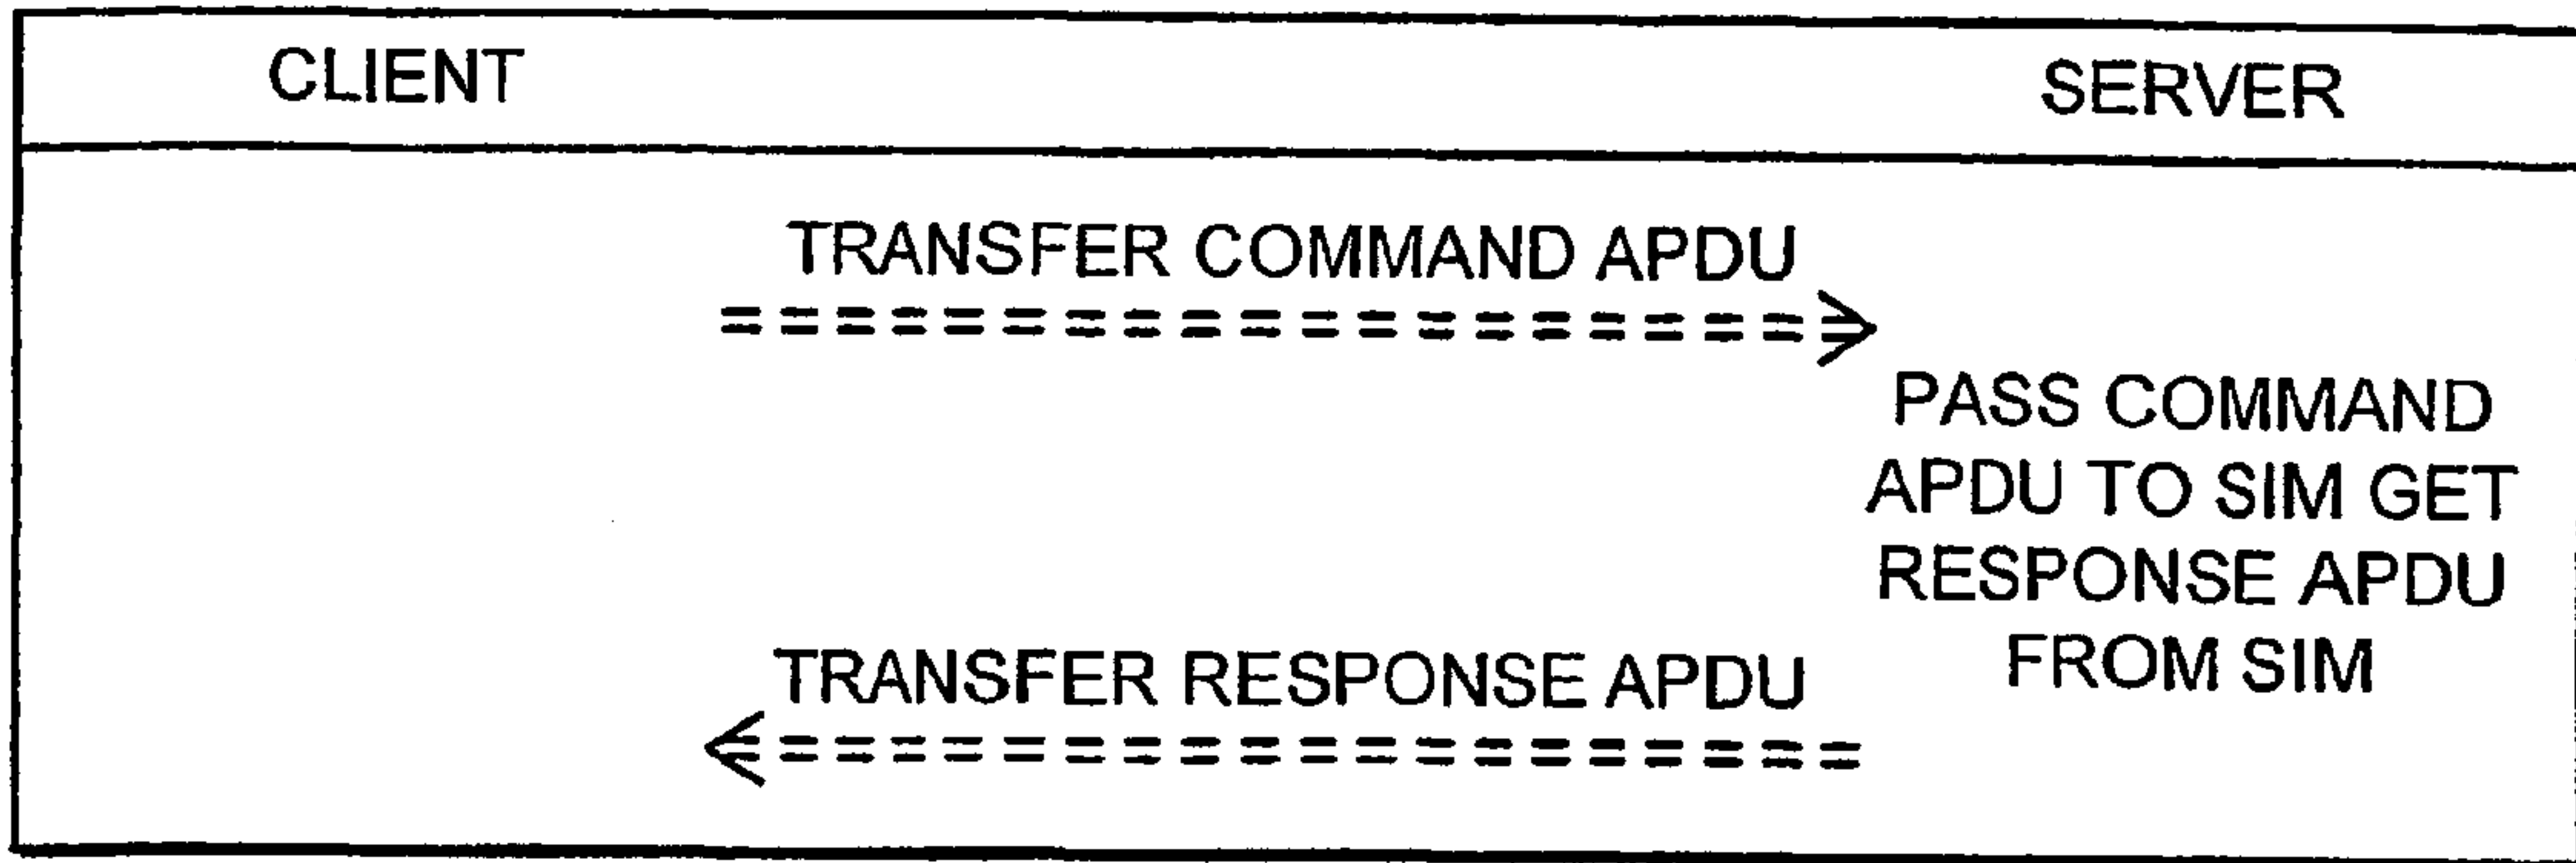 CLIENT
SERVER
TRANSFER COMMAND APDU
PASS COMMAND
APDU TO SIM GET
RESPONSE APDU
FROM SIM
TRANSFER RESPONSE APDU